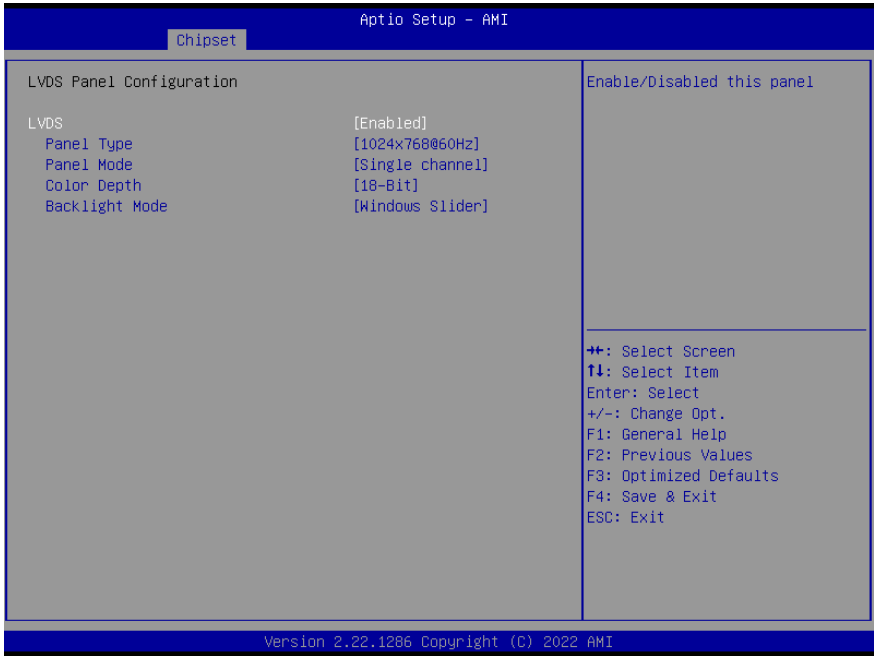 Aptio Setup – AMI
Chipset
LVDS Panel Configuration
LVDS [Enabled]
Panel Type [1024x768@60Hz]
Panel Mode [Single channel]
Color Depth [18-Bit]
Backlight Mode [Windows Slider]
Enable/Disabled this panel
→←: Select Screen
↑↓: Select Item
Enter: Select
+/-: Change Opt.
F1: General Help
F2: Previous Values
F3: Optimized Defaults
F4: Save & Exit
ESC: Exit
Version 2.22.1286 Copyright (C) 2022 AMI